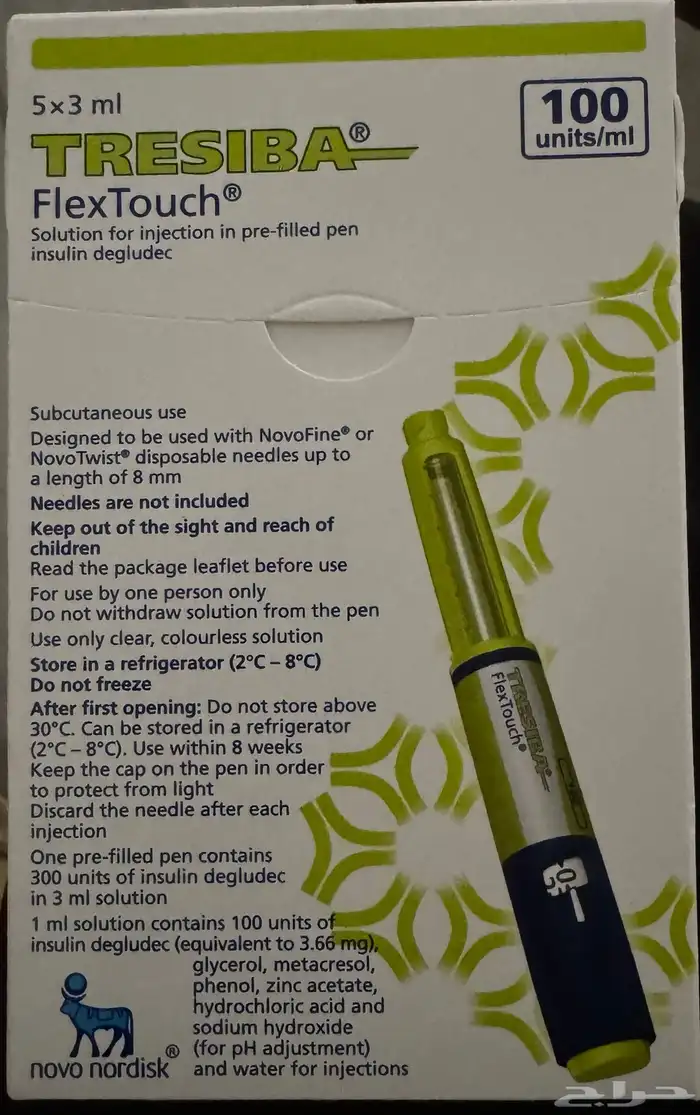 5×3 ml
100
units/ml
TRESIBA®
FlexTouch®
Solution for injection in pre-filled pen
insulin degludec
Subcutaneous use
Designed to be used with NovoFine® or
NovoTwist® disposable needles up to
a length of 8 mm
Needles are not included
Keep out of the sight and reach of
children
Read the package leaflet before use
For use by one person only
Do not withdraw solution from the pen
Use only clear, colourless solution
Store in a refrigerator (2°C – 8°C)
Do not freeze
After first opening: Do not store above
30°C. Can be stored in a refrigerator
(2°C – 8°C). Use within 8 weeks
Keep the cap on the pen in order
to protect from light
Discard the needle after each
injection
One pre-filled pen contains
300 units of insulin degludec
in 3 ml solution
1 ml solution contains 100 units of
insulin degludec (equivalent to 3.66 mg),
glycerol, metacresol,
phenol, zinc acetate,
hydrochloric acid and
sodium hydroxide
(for pH adjustment)
and water for injections
novo nordisk®
TRESIBA
FlexTouch®
0
حراج